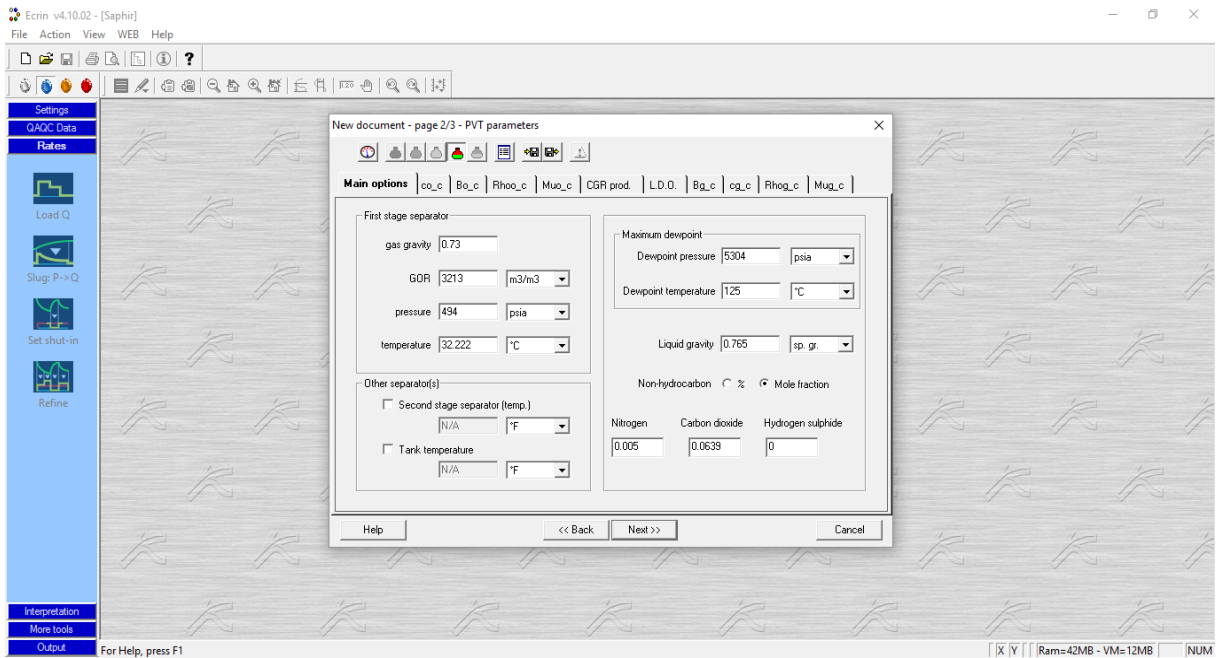 Ecrin v4.10.02 - [Saphir]
File Action View WEB Help
Settings
QAQC Data
Rates
Load Q
Slug: P->Q
Set shut-in
Refine
Interpretation
More tools
Output
New document - page 2/3 - PVT parameters
Main options co_c Bo_c Rhoo_c Muo_c CGR prod. L.D.O. Bg_c cg_c Rhog_c Mug_c
First stage separator
gas gravity 0.73
GOR 3213 m3/m3
pressure 494 psia
temperature 32.222 °C
Other separator(s)
Second stage separator (temp.)
N/A °F
Tank temperature
N/A °F
Maximum dewpoint
Dewpoint pressure 5304 psia
Dewpoint temperature 125 °C
Liquid gravity 0.765 sp. gr.
Non-hydrocarbon % Mole fraction
Nitrogen Carbon dioxide Hydrogen sulphide
0.005 0.0639 0
Help << Back Next >> Cancel
For Help, press F1
X Y Ram=42MB - VM=12MB NUM